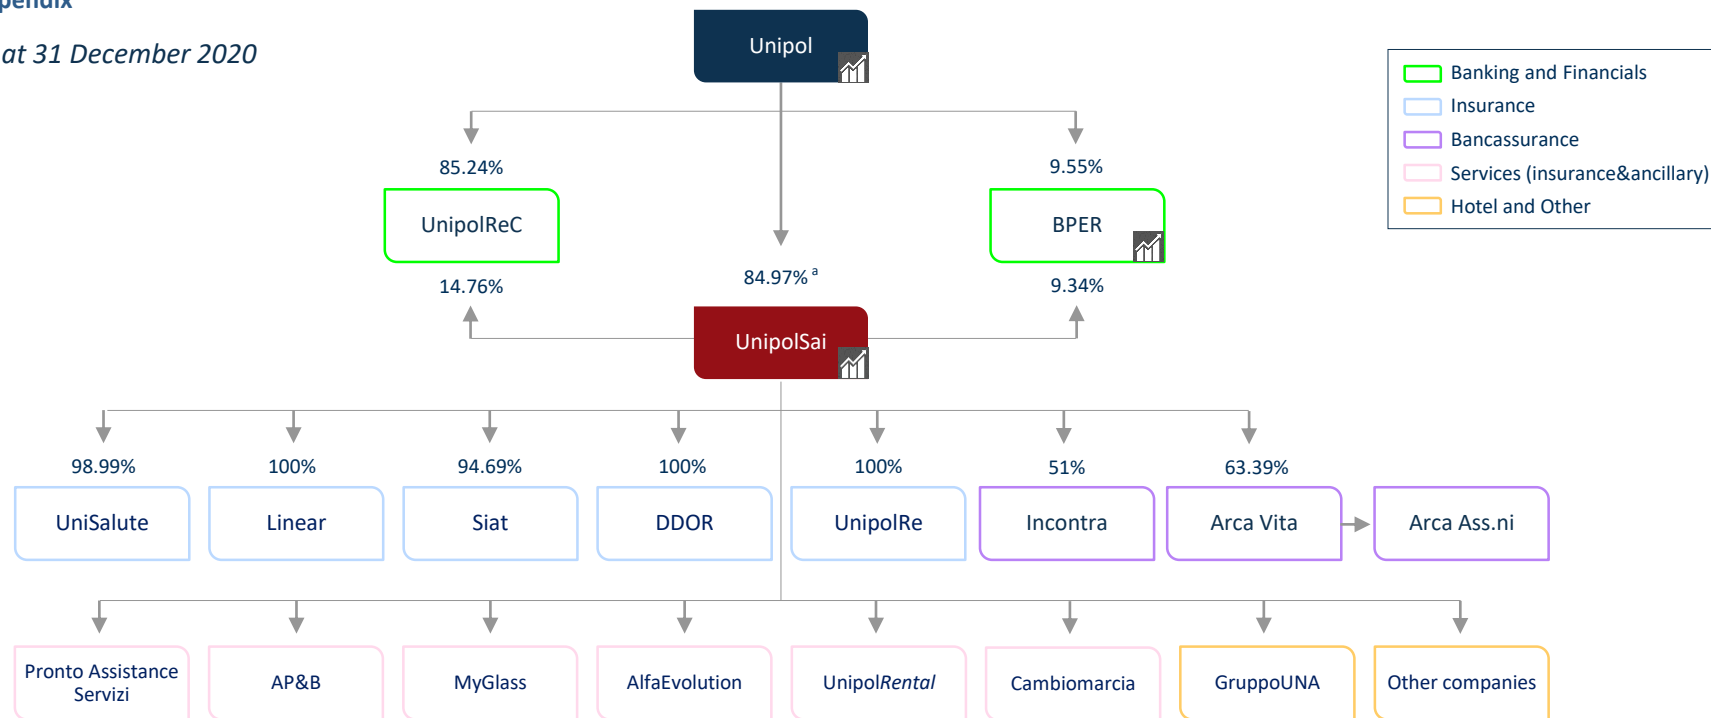 pendix
at 31 December 2020
Unipol
Banking and Financials
Insurance
Bancassurance
Services (insurance&ancillary)
Hotel and Other
85.24%
9.55%
UnipolReC
BPER
84.97% a
14.76%
9.34%
UnipolSai
98.99%
100%
94.69%
100%
100%
51%
63.39%
UniSalute
Linear
Siat
DDOR
UnipolRe
Incontra
Arca Vita
Arca Ass.ni
Pronto Assistance
Servizi
AP&B
MyGlass
AlfaEvolution
UnipolRental
Cambiomarcia
GruppoUNA
Other companies